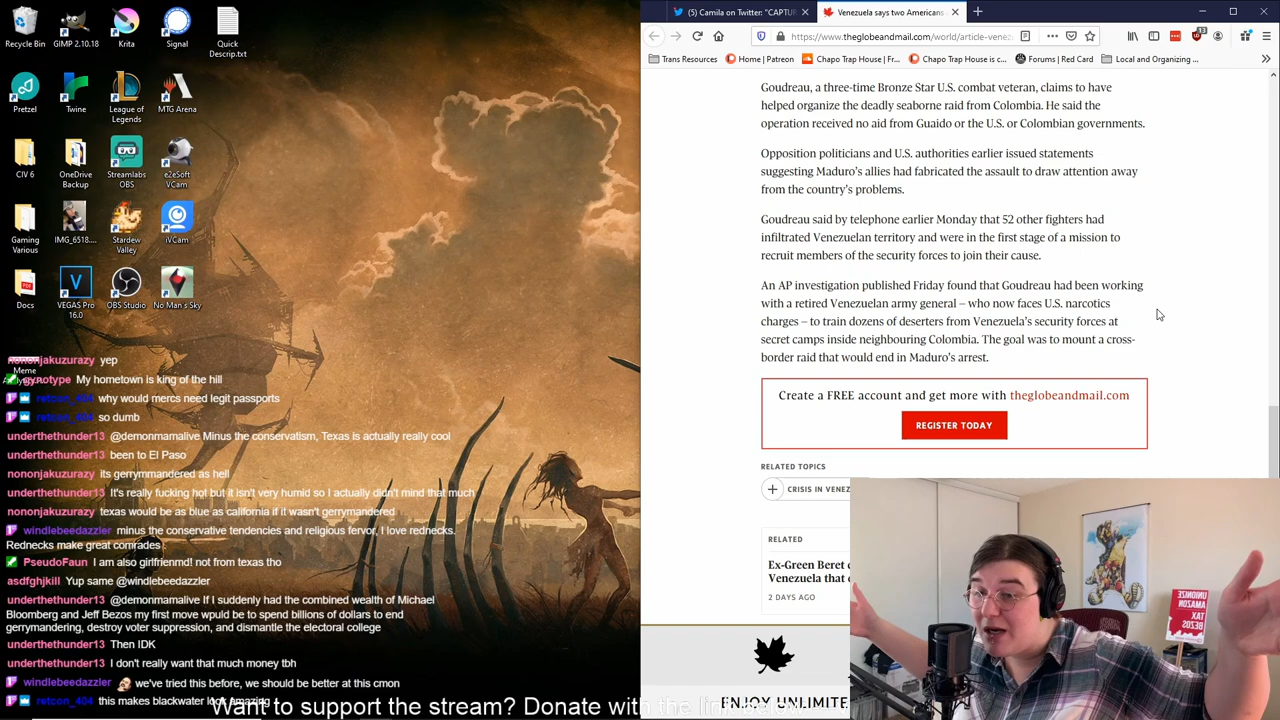 Recycle Bin
GIMP 2.10.18
Krita
Signal
Quick
Descrip.txt
Pretzel
Twine
League of
Legends
MTG Arena
CIV 6
OneDrive
Backup
Streamlabs
OBS
e2eSoft
VCam
Gaming
Various
IMG_6518....
Stardew
Valley
iVCam
Docs
VEGAS Pro
16.0
OBS Studio
No Man's Sky
Meme
nononjakuzurazy yep
gynotype My hometown is king of the hill
retcon_404 why would mercs need legit passports
retcon_404 so dumb
underthethunder13 @demonmamalive Minus the conservatism, Texas is actually really cool
underthethunder13 been to El Paso
nononjakuzurazy its gerrymmandered as hell
underthethunder13 It's really fucking hot but it isn't very humid so I actually didn't mind that much
nononjakuzurazy texas would be as blue as california if it wasn't gerrymandered
windlebeedazzler minus the conservative tendencies and religious fervor, I love rednecks.
Rednecks make great comrades .
PseudoFaun I am also girlfrienmd! not from texas tho
asdfghjkill Yup same @windlebeedazzler
underthethunder13 @demonmamalive If I suddenly had the combined wealth of Michael
Bloomberg and Jeff Bezos my first move wpuld be to spend billions of dollars to end
gerrymandering, destroy voter suppression, and dismantle the electoral college
underthethunder13 Then IDK
underthethunder13 I don't really want that much money tbh
windlebeedazzler we've tried this before, we should be better at this cmon
retcon_404 this makes blackwater look amazing
Want to support the stream? Donate with the link below
(5) Camila on Twitter: "CAPTUR
Venezuela says two Americans
https://www.theglobeandmail.com/world/article-venez
Trans Resources
Home | Patreon
Chapo Trap House | Fr...
Chapo Trap House is c...
Forums | Red Card
Local and Organizing ...
Goudreau, a three-time Bronze Star U.S. combat veteran, claims to have
helped organize the deadly seaborne raid from Colombia. He said the
operation received no aid from Guaido or the U.S. or Colombian governments.
Opposition politicians and U.S. authorities earlier issued statements
suggesting Maduro's allies had fabricated the assault to draw attention away
from the country's problems.
Goudreau said by telephone earlier Monday that 52 other fighters had
infiltrated Venezuelan territory and were in the first stage of a mission to
recruit members of the security forces to join their cause.
An AP investigation published Friday found that Goudreau had been working
with a retired Venezuelan army general – who now faces U.S. narcotics
charges – to train dozens of deserters from Venezuela's security forces at
secret camps inside neighbouring Colombia. The goal was to mount a cross-
border raid that would end in Maduro's arrest.
Create a FREE account and get more with theglobeandmail.com
REGISTER TODAY
RELATED TOPICS
CRISIS IN VENEZ
RELATED
Ex-Green Beret
Venezuela that
2 DAYS AGO
ENJOY UNLIMITE
UNIONIZE
AMAZON
TAX
BEZOS